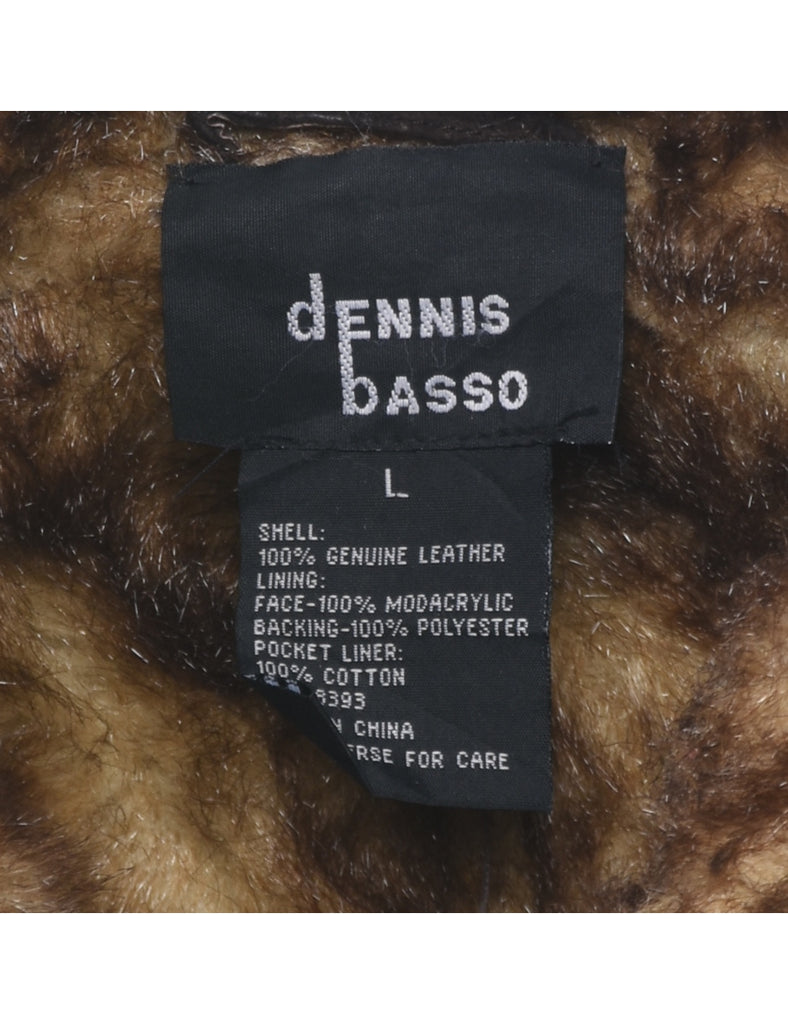 dENNIS
bASSO
L
SHELL:
100% GENUINE LEATHER
LINING:
FACE-100% MODACRYLIC
BACKING-100% POLYESTER
POCKET LINER:
100% COTTON
8393
CHINA
FOR CARE